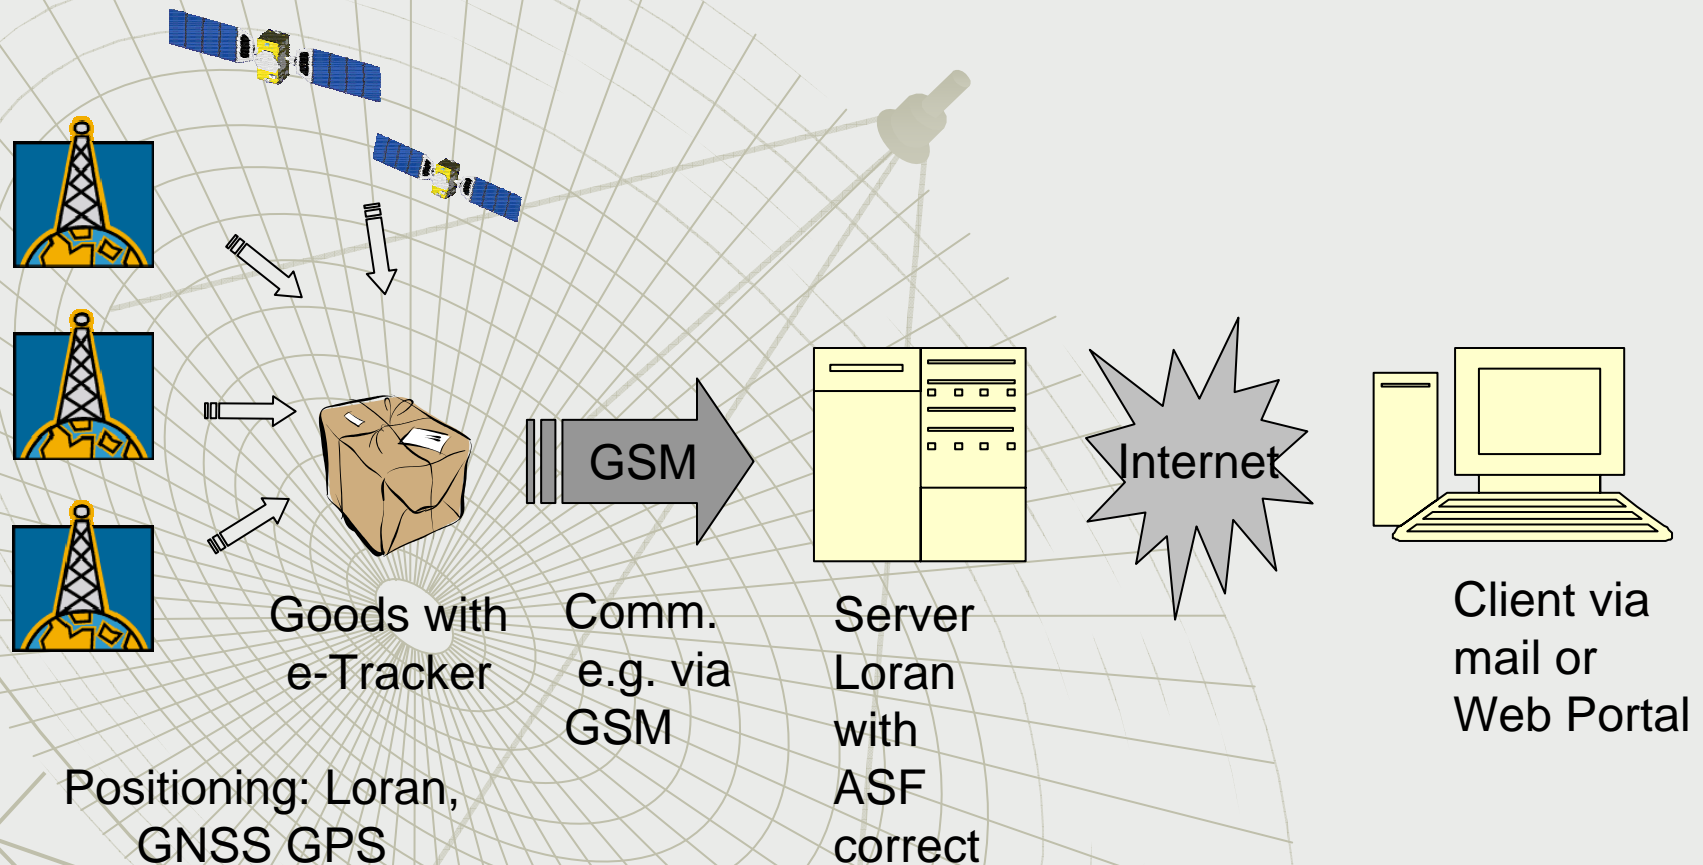 GSM
Internet
Goods with
e-Tracker
Comm.
e.g. via
GSM
Server
Loran
with
ASF
correct
Client via
mail or
Web Portal
Positioning: Loran,
GNSS GPS